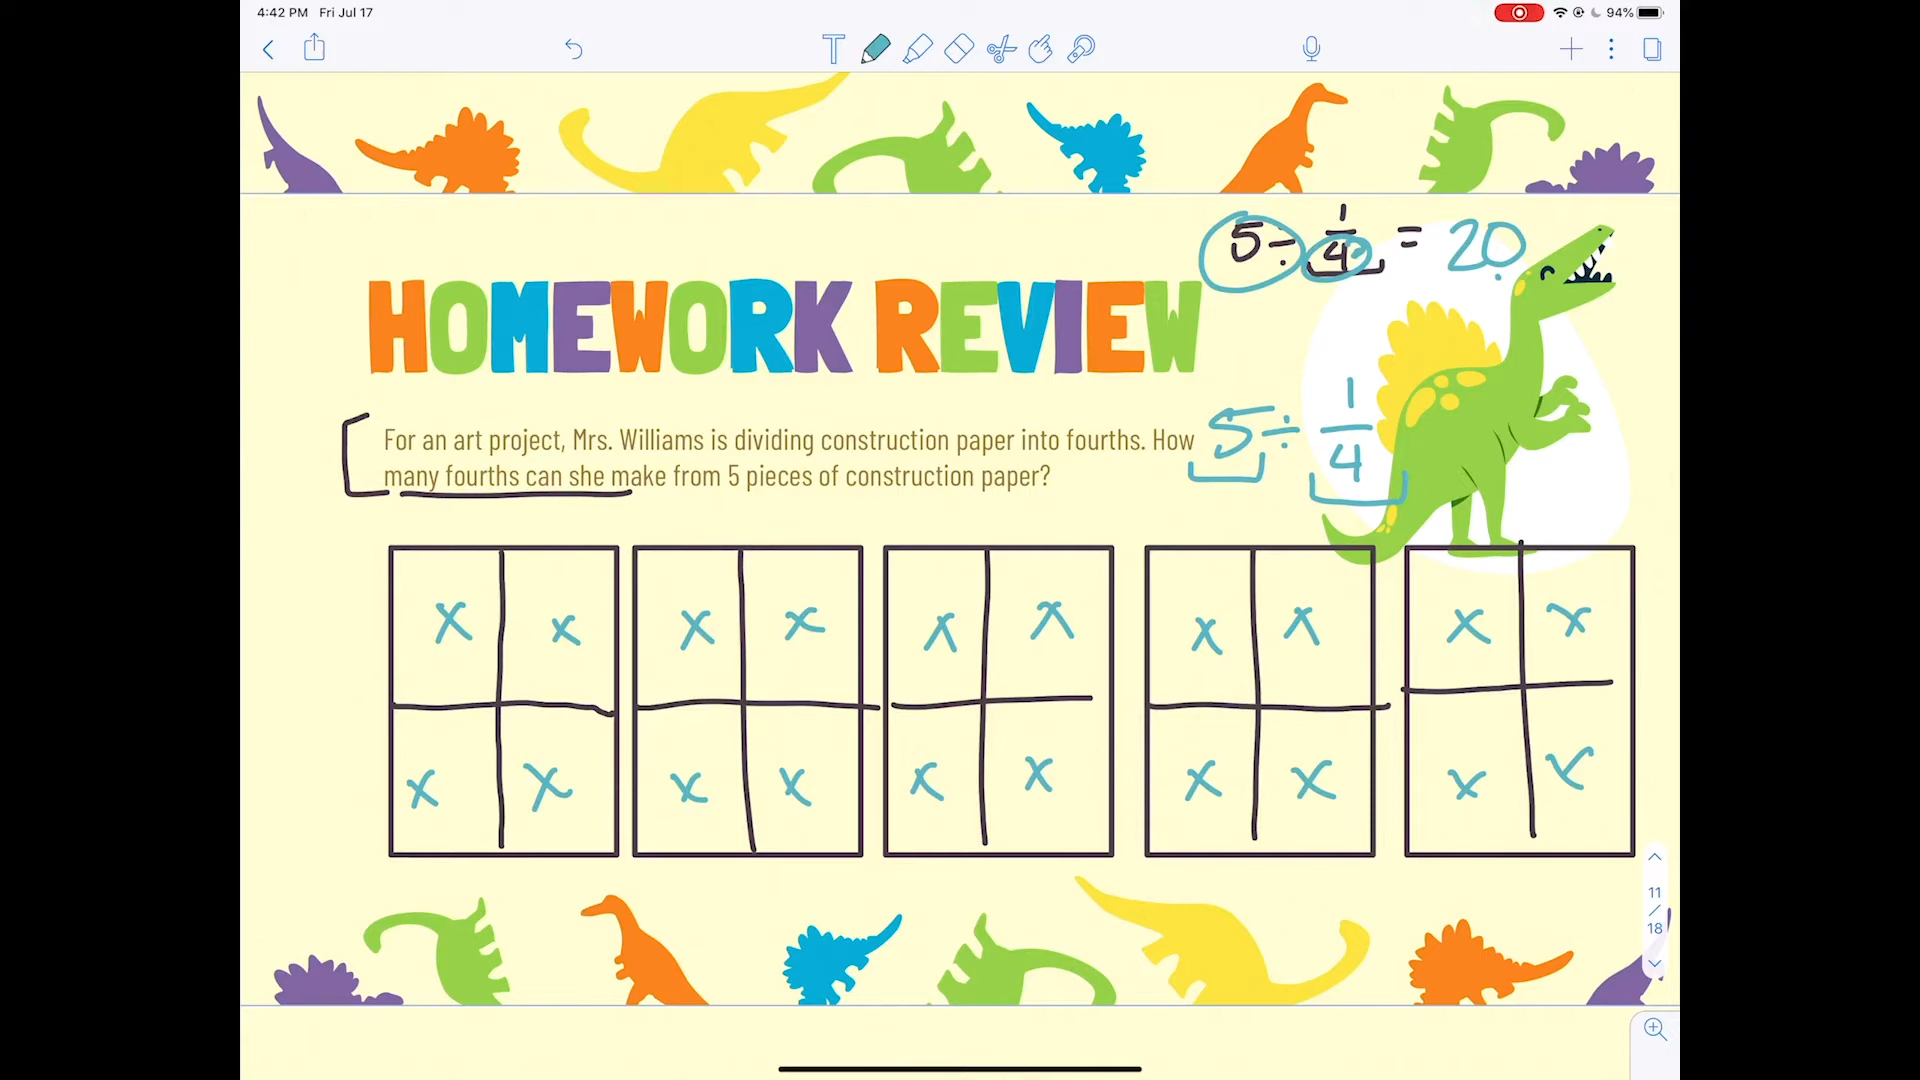 4:42 PM Fri Jul 17
94%
5 ÷ 1/4 = 20
HOMEWORK REVIEW
For an art project, Mrs. Williams is dividing construction paper into fourths. How
many fourths can she make from 5 pieces of construction paper?
5 ÷ 1/4
x x x x x x x x x x
x x x x x x x x x x
11
/
18